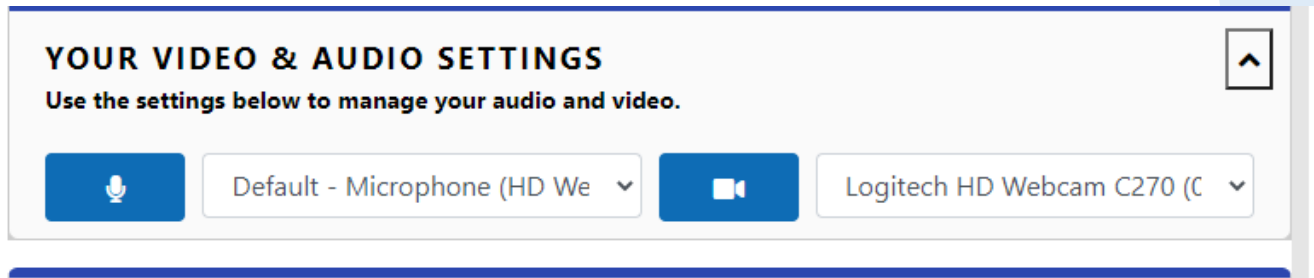 YOUR VIDEO & AUDIO SETTINGS
Use the settings below to manage your audio and video.
Default - Microphone (HD We
Logitech HD Webcam C270 (0